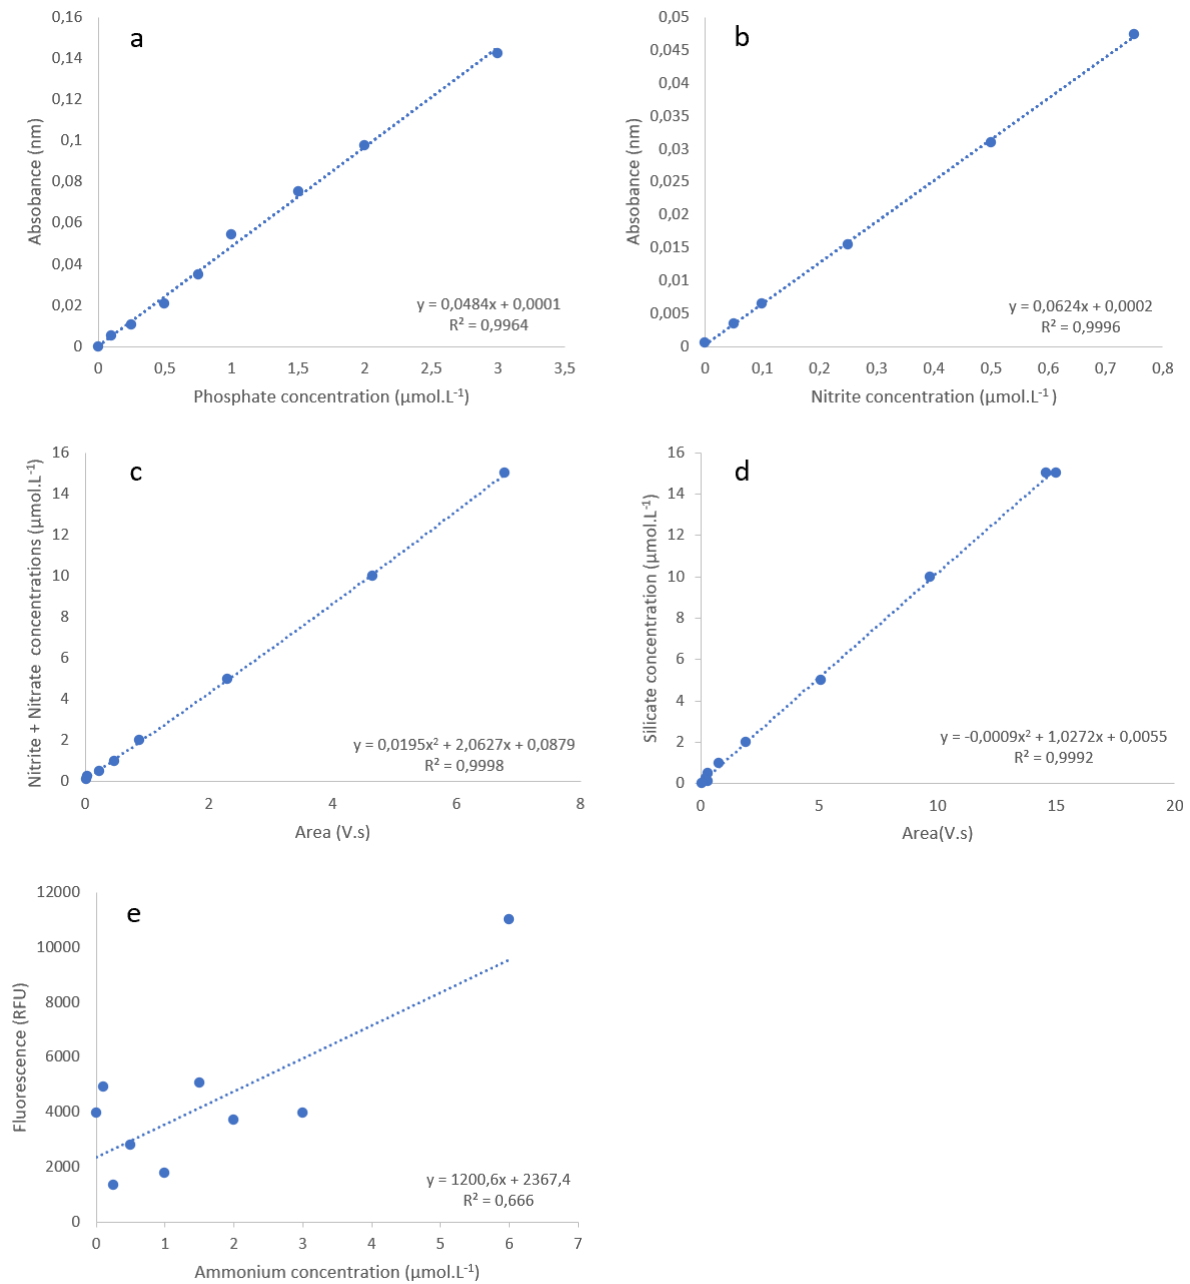 a
0,16
0,14
0,12
0,1
0,08
0,06
0,04
0,02
0
Absobance (nm)
y = 0,0484x + 0,0001
R² = 0,9964
0 0,5 1 1,5 2 2,5 3 3,5
Phosphate concentration (µmol.L⁻¹)
b
0,05
0,045
0,04
0,035
0,03
0,025
0,02
0,015
0,01
0,005
0
Absobance (nm)
y = 0,0624x + 0,0002
R² = 0,9996
0 0,1 0,2 0,3 0,4 0,5 0,6 0,7 0,8
Nitrite concentration (µmol.L⁻¹)
c
16
14
12
10
8
6
4
2
0
Nitrite + Nitrate concentrations (µmol.L⁻¹)
y = 0,0195x² + 2,0627x + 0,0879
R² = 0,9998
0 2 4 6 8
Area (V.s)
d
16
14
12
10
8
6
4
2
0
Silicate concentration (µmol.L⁻¹)
y = -0,0009x² + 1,0272x + 0,0055
R² = 0,9992
0 5 10 15 20
Area(V.s)
e
12000
10000
8000
6000
4000
2000
0
Fluorescence (RFU)
y = 1200,6x + 2367,4
R² = 0,666
0 1 2 3 4 5 6 7
Ammonium concentration (µmol.L⁻¹)